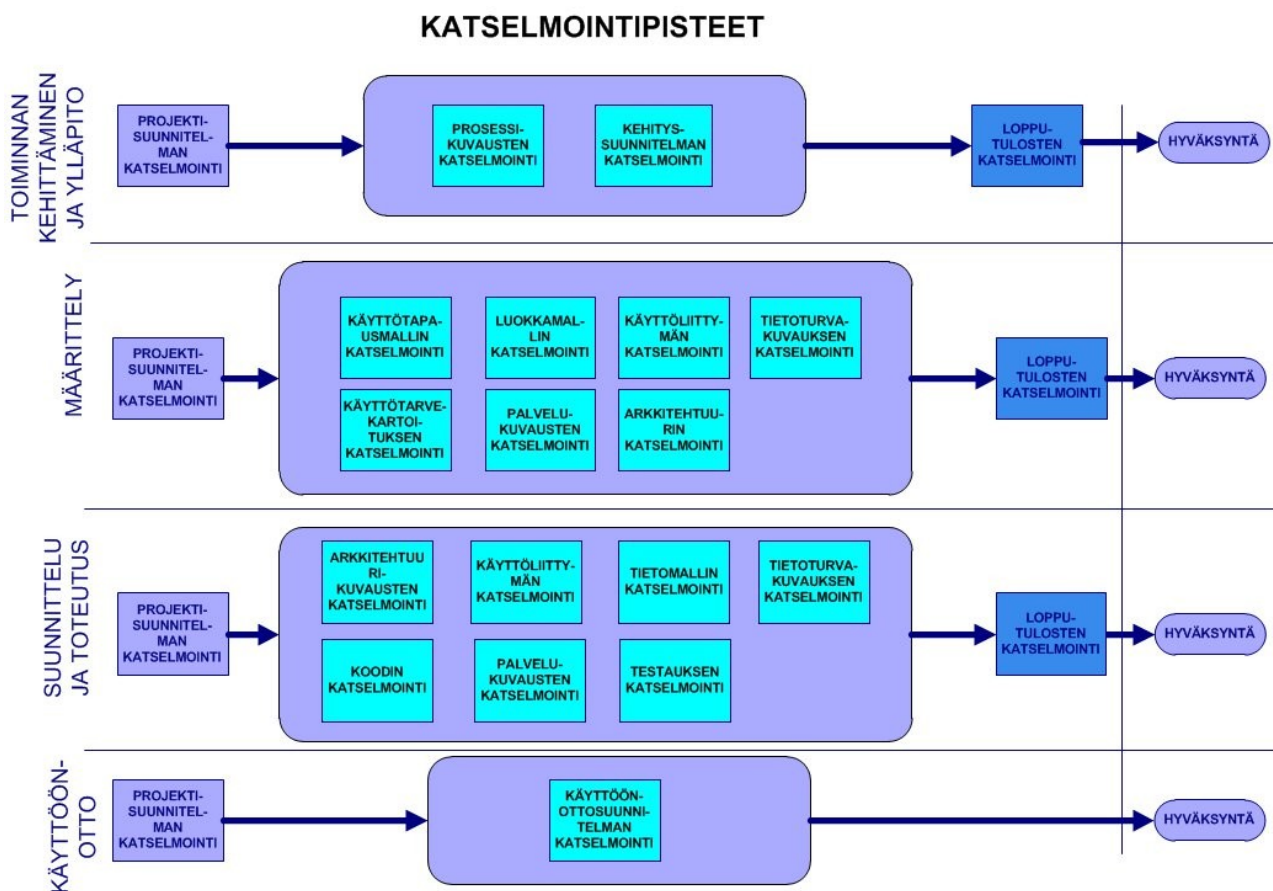 KATSELMOINTIPISTEET
TOIMINNAN
KEHITTÄMINEN
JA YLLÄPITO
PROJEKTI-
SUUNNITEL-
MAN
KATSELMOINTI
PROSESSI-
KUVAUSTEN
KATSELMOINTI
KEHITYS-
SUUNNITELMAN
KATSELMOINTI
LOPPU-
TULOSTEN
KATSELMOINTI
HYVÄKSYNTÄ
MÄÄRITTELY
PROJEKTI-
SUUNNITEL-
MAN
KATSELMOINTI
KÄYTTÖTAPA-
USMALLIN
KATSELMOINTI
LUOKKAMAL-
LIN
KATSELMOINTI
KÄYTTÖLIITTY-
MÄN
KATSELMOINTI
TIETOTURVA-
KUVAUKSEN
KATSELMOINTI
KÄYTTÖTARVE-
KARTOI-
TUKSEN
KATSELMOINTI
PALVELU-
KUVAUSTEN
KATSELMOINTI
ARKKITEHTUU-
RIN
KATSELMOINTI
LOPPU-
TULOSTEN
KATSELMOINTI
HYVÄKSYNTÄ
SUUNNITTELU
JA TOTEUTUS
PROJEKTI-
SUUNNITEL-
MAN
KATSELMOINTI
ARKKITEHTUU-
RI-
KUVAUSTEN
KATSELMOINTI
KÄYTTÖLIITTY-
MÄN
KATSELMOINTI
TIETOMALLIN
KATSELMOINTI
TIETOTURVA-
KUVAUKSEN
KATSELMOINTI
KOODIN
KATSELMOINTI
PALVELU-
KUVAUSTEN
KATSELMOINTI
TESTAUKSEN
KATSELMOINTI
LOPPU-
TULOSTEN
KATSELMOINTI
HYVÄKSYNTÄ
KÄYTTÖÖN-
OTTO
PROJEKTI-
SUUNNITEL-
MAN
KATSELMOINTI
KÄYTTÖÖN-
OTTOSUUNNI-
TELMAN
KATSELMOINTI
HYVÄKSYNTÄ